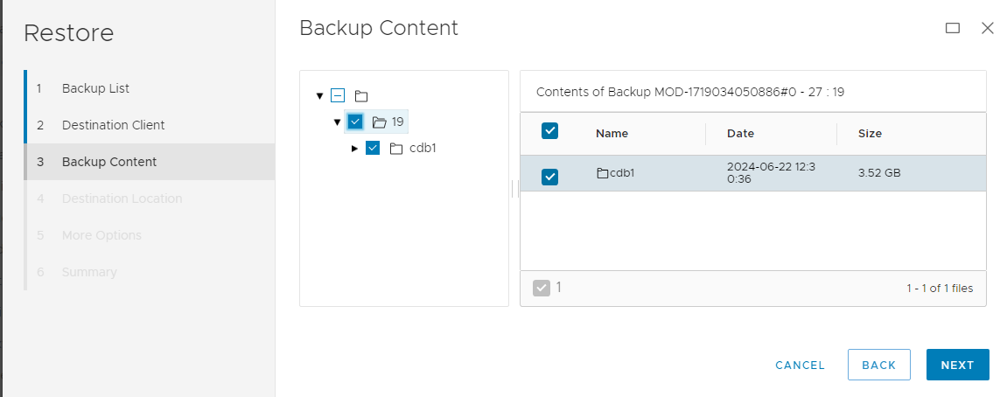 Restore
1 Backup List
2 Destination Client
3 Backup Content
4 Destination Location
5 More Options
6 Summary
Backup Content
19
cdb1
Contents of Backup MOD-1719034050886#0 - 27 : 19
Name Date Size
cdb1 2024-06-22 12:3 3.52 GB
0:36
1
1 - 1 of 1 files
CANCEL BACK NEXT